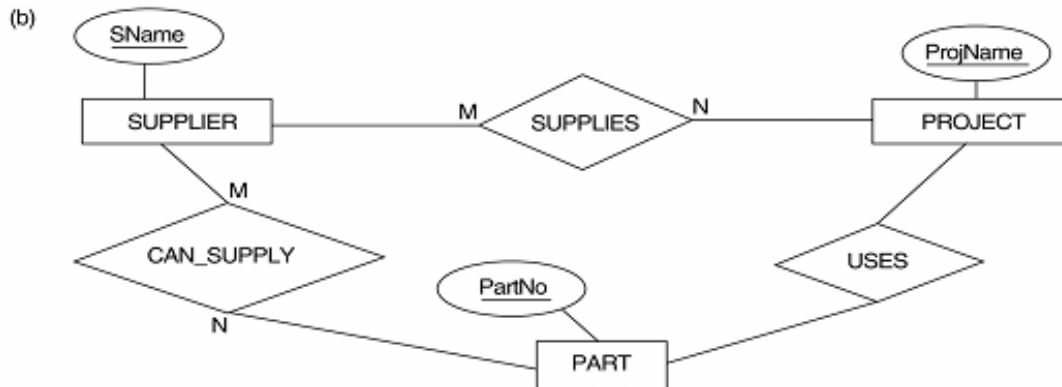 (b)
SName
ProjName
SUPPLIER
M
SUPPLIES
N
PROJECT
M
CAN_SUPPLY
N
USES
PartNo
PART